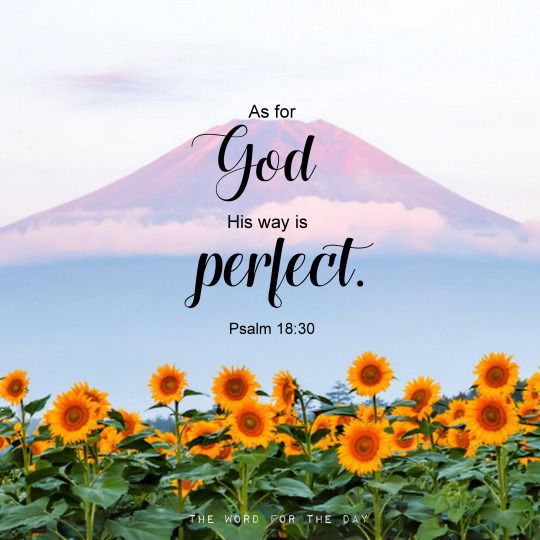 As for
God
His way is
perfect.
Psalm 18:30
THE WORD FOR THE DAY